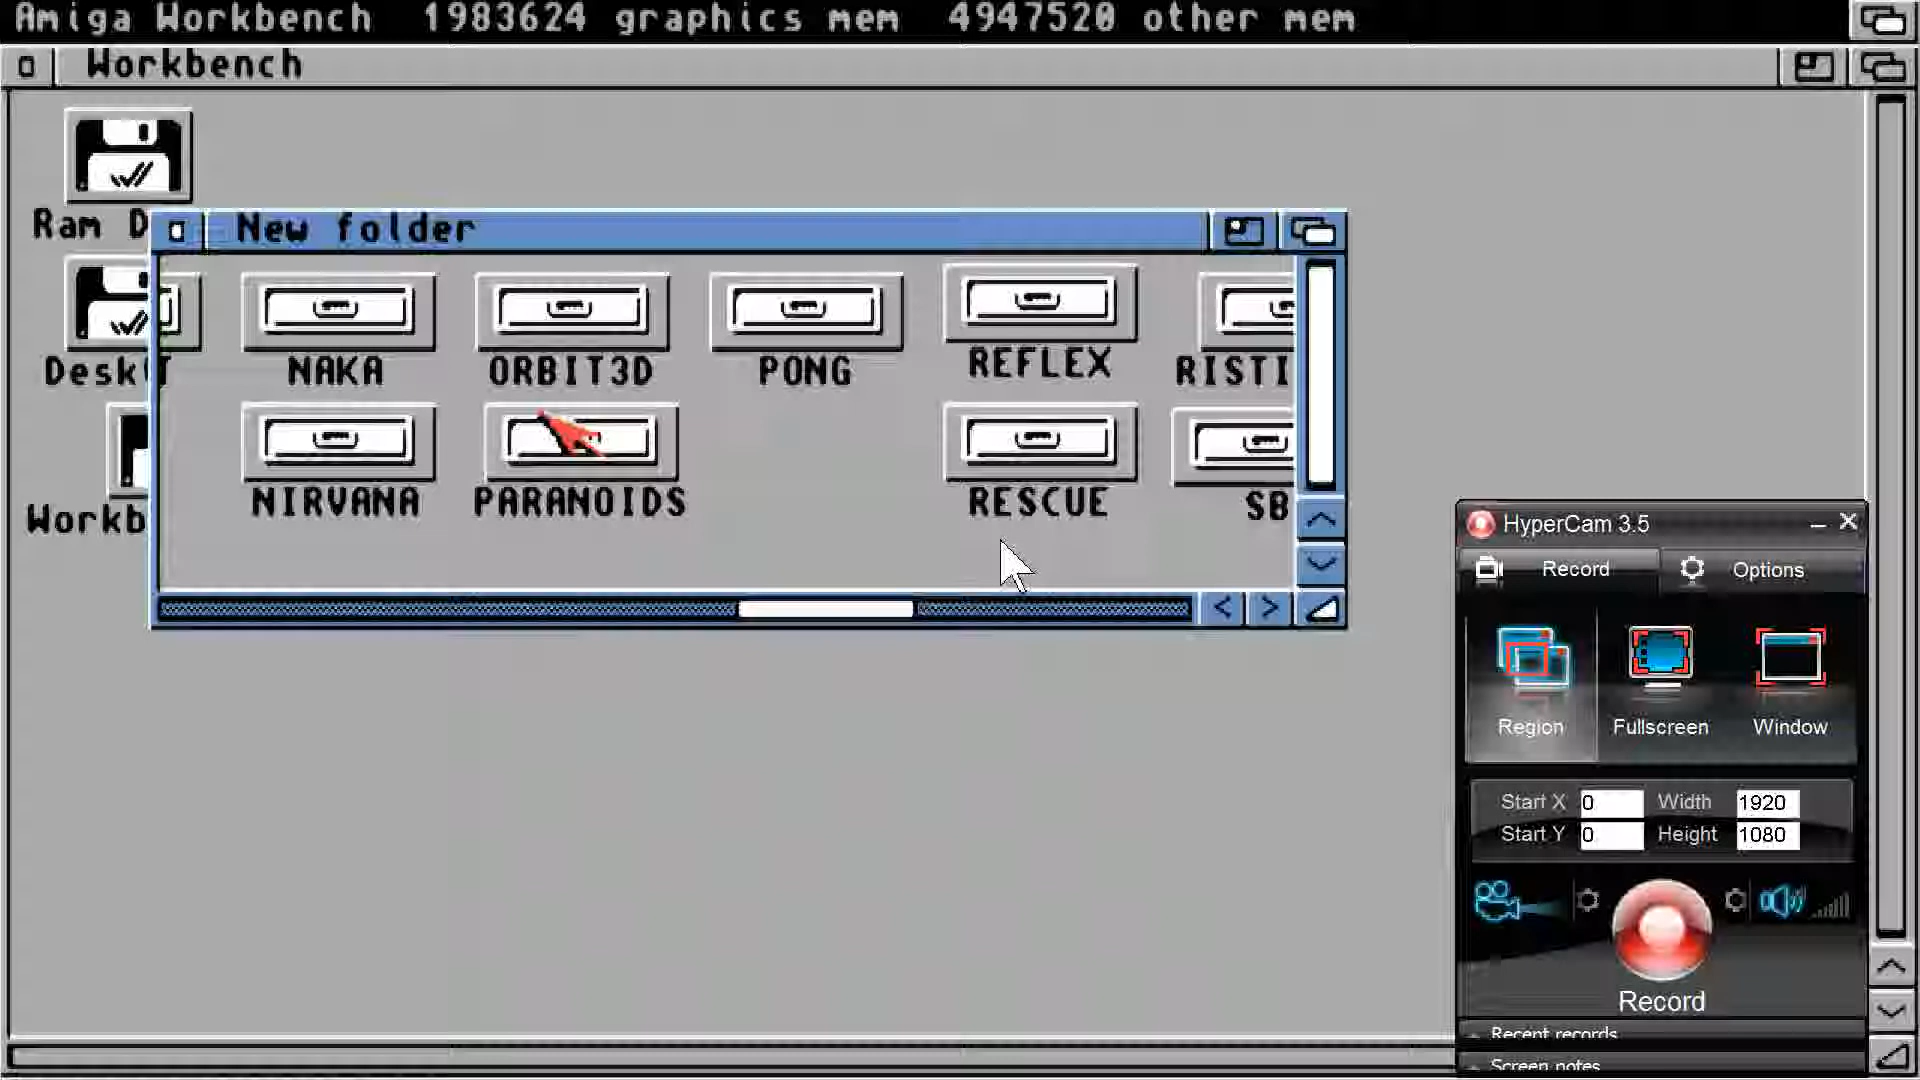 Amiga Workbench 1983624 graphics mem 4947520 other mem
Workbench
Ram D
New folder
NAKA ORBIT3D PONG REFLEX RISTI
Desk
NIRVANA PARANOIDS RESCUE SB
Workb
HyperCam 3.5
Record Options
Region Fullscreen Window
Start X 0 Width 1920
Start Y 0 Height 1080
Record
Recent records
Screen notes